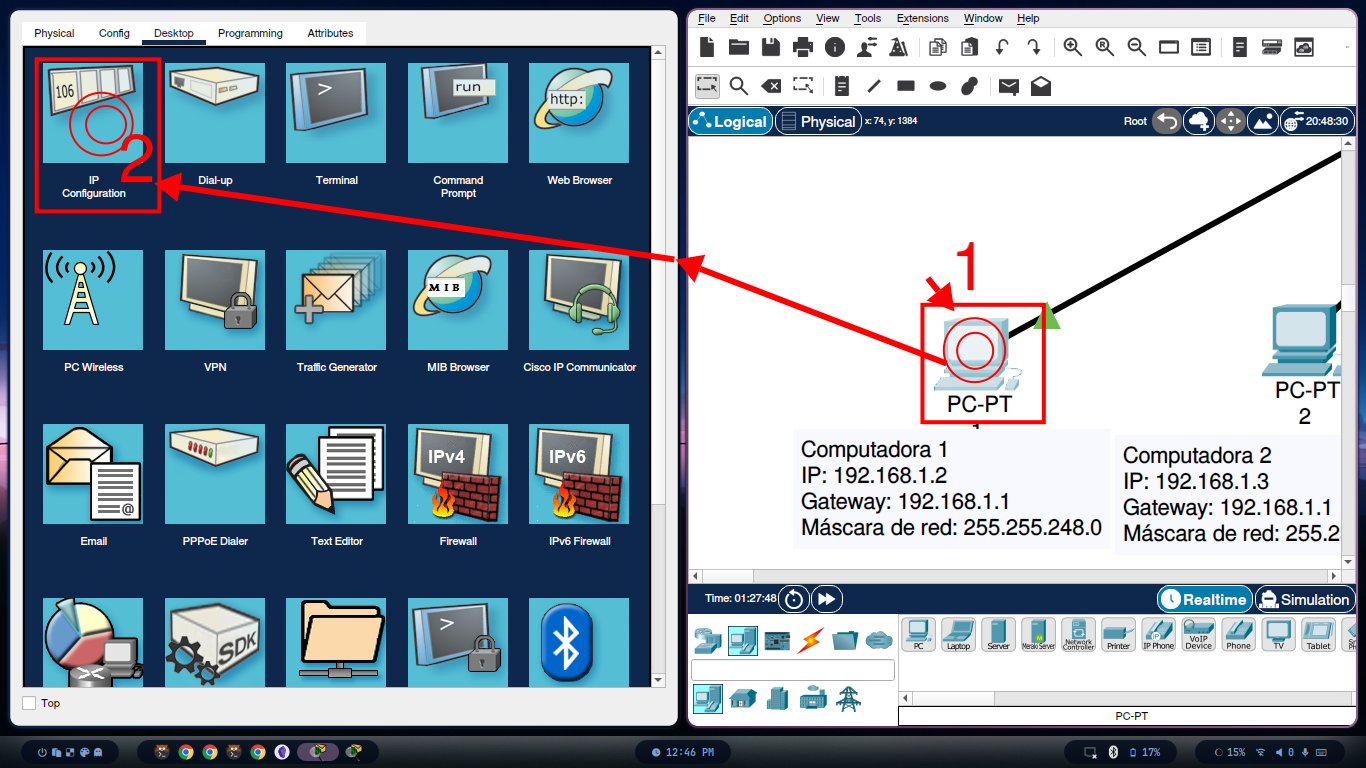 Physical
Config
Desktop
Programming
Attributes
106
2
IP
Configuration
Dial-up
>
Terminal
run
Command
Prompt
http:
Web Browser
PC Wireless
VPN
Traffic Generator
MIB
MIB Browser
Cisco IP Communicator
@
Email
PPPoE Dialer
Text Editor
IPv4
Firewall
IPv6
IPv6 Firewall
SDK
>
Top
File Edit Options View Tools Extensions Window Help
Logical
Physical
x: 74, y: 1384
Root
20:48:30
1
PC-PT
1
PC-PT
2
Computadora 1
IP: 192.168.1.2
Gateway: 192.168.1.1
Máscara de red: 255.255.248.0
Computadora 2
IP: 192.168.1.3
Gateway: 192.168.1.1
Máscara de red: 255.2
Time: 01:27:48
Realtime
Simulation
PC
Laptop
Server
Meraki Server
Network
Controller
Printer
IP Phone
VoIP
Device
Phone
TV
Tablet
PC-PT
12:46 PM
17%
15%
0